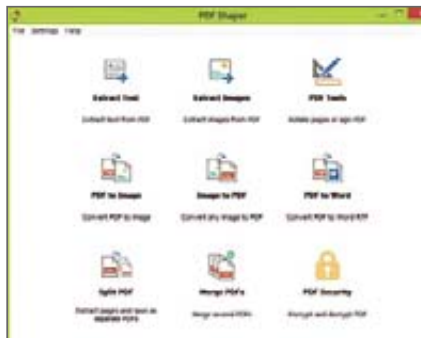 PDF Shaper
File Settings Help
Extract Text
Extract text from PDF
Extract Images
Extract images from PDF
PDF Tools
Rotate pages or sign PDF
PDF to Image
Convert PDF to image
Image to PDF
Convert any image to PDF
PDF to Word
Convert PDF to Word RTF
Split PDF
Extract pages and save as
separate PDFs
Merge PDFs
Merge several PDFs
PDF Security
Encrypt and decrypt PDF